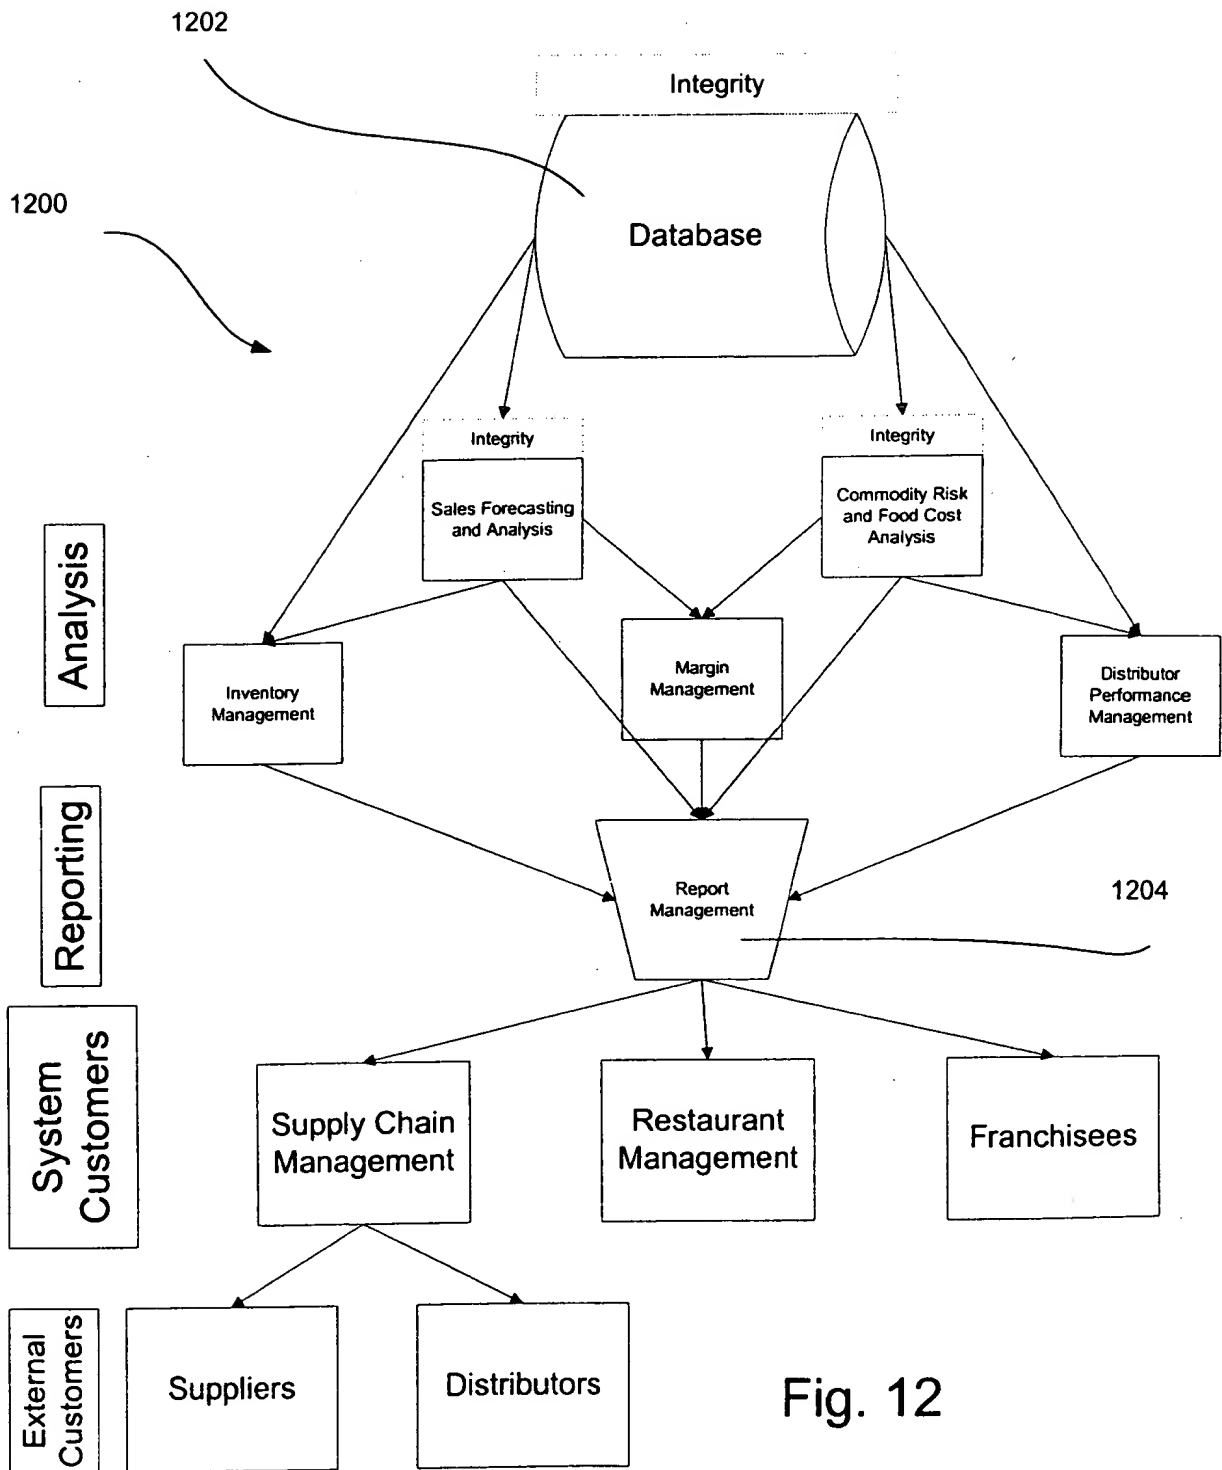 1202
Integrity
1200
Database
Integrity
Integrity
Sales Forecasting
and Analysis
Commodity Risk
and Food Cost
Analysis
Analysis
Inventory
Management
Margin
Management
Distributor
Performance
Management
Reporting
Report
Management
1204
System
Customers
Supply Chain
Management
Restaurant
Management
Franchisees
External
Customers
Suppliers
Distributors
Fig. 12